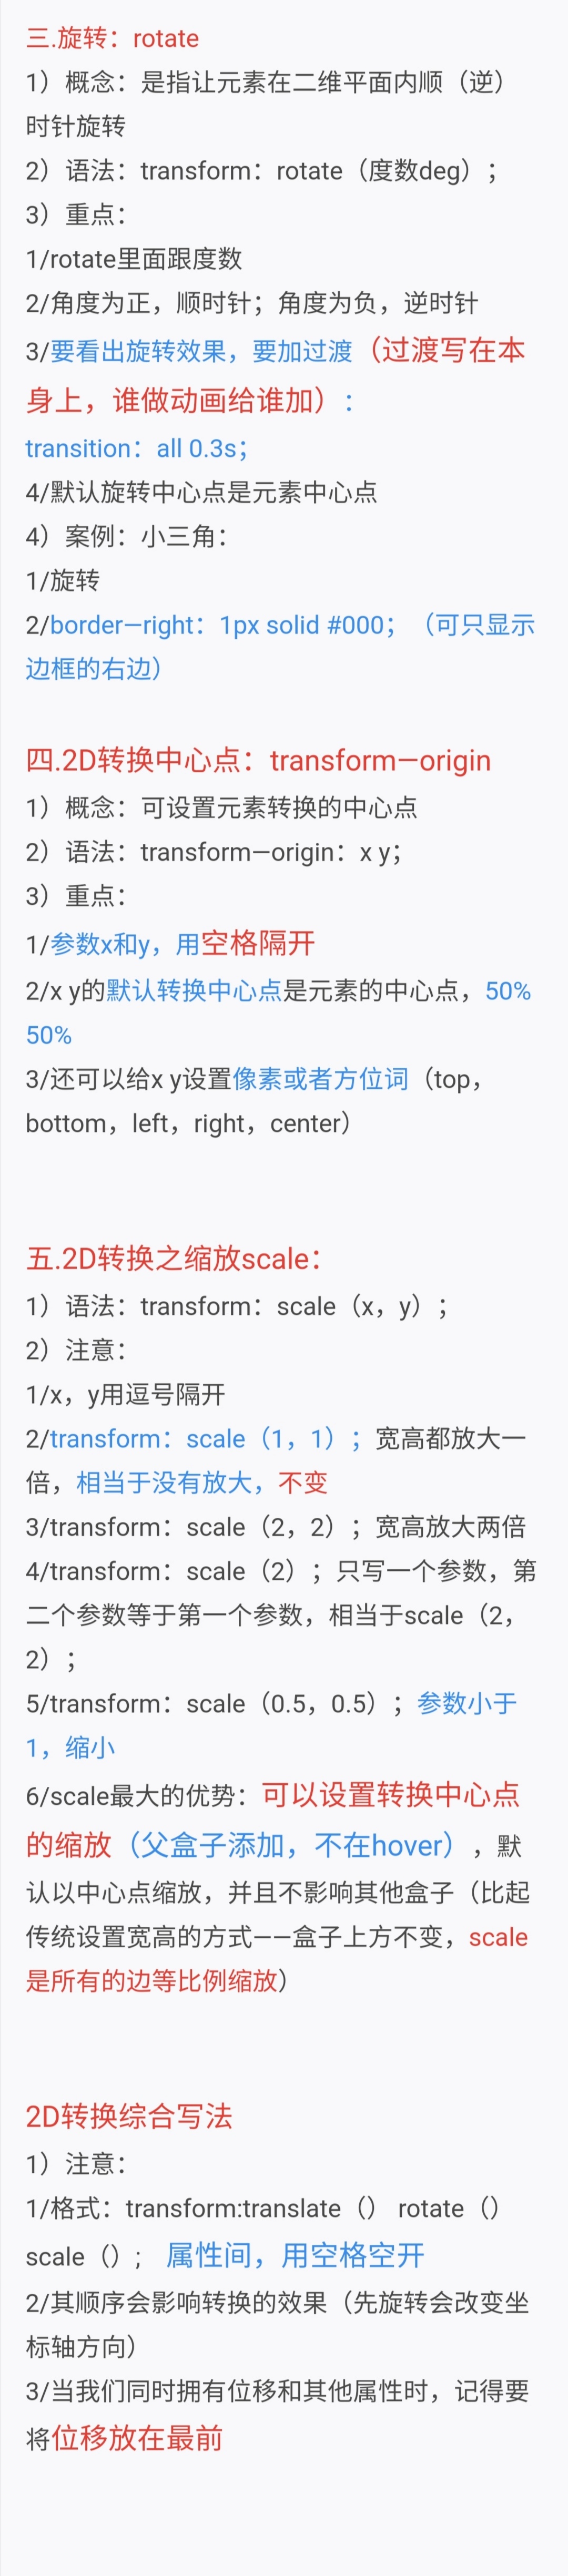 三.旋转：rotate
1）概念：是指让元素在二维平面内顺（逆）
时针旋转
2）语法：transform：rotate（度数deg）；
3）重点：
1/rotate里面跟度数
2/角度为正，顺时针；角度为负，逆时针
3/要看出旋转效果，要加过渡（过渡写在本
身上，谁做动画给谁加）：
transition：all 0.3s；
4/默认旋转中心点是元素中心点
4）案例：小三角：
1/旋转
2/border—right：1px solid #000；（可只显示
边框的右边）
四.2D转换中心点：transform—origin
1）概念：可设置元素转换的中心点
2）语法：transform—origin：x y；
3）重点：
1/参数x和y，用空格隔开
2/x y的默认转换中心点是元素的中心点，50%
50%
3/还可以给x y设置像素或者方位词（top，
bottom，left，right，center）
五.2D转换之缩放scale：
1）语法：transform：scale（x，y）；
2）注意：
1/x，y用逗号隔开
2/transform：scale（1，1）；宽高都放大一
倍，相当于没有放大，不变
3/transform：scale（2，2）；宽高放大两倍
4/transform：scale（2）；只写一个参数，第
二个参数等于第一个参数，相当于scale（2，
2）；
5/transform：scale（0.5，0.5）；参数小于
1，缩小
6/scale最大的优势：可以设置转换中心点
的缩放（父盒子添加，不在hover），默
认以中心点缩放，并且不影响其他盒子（比起
传统设置宽高的方式——盒子上方不变，scale
是所有的边等比例缩放）
2D转换综合写法
1）注意：
1/格式：transform:translate（） rotate（）
scale（）； 属性间，用空格空开
2/其顺序会影响转换的效果（先旋转会改变坐
标轴方向）
3/当我们同时拥有位移和其他属性时，记得要
将位移放在最前